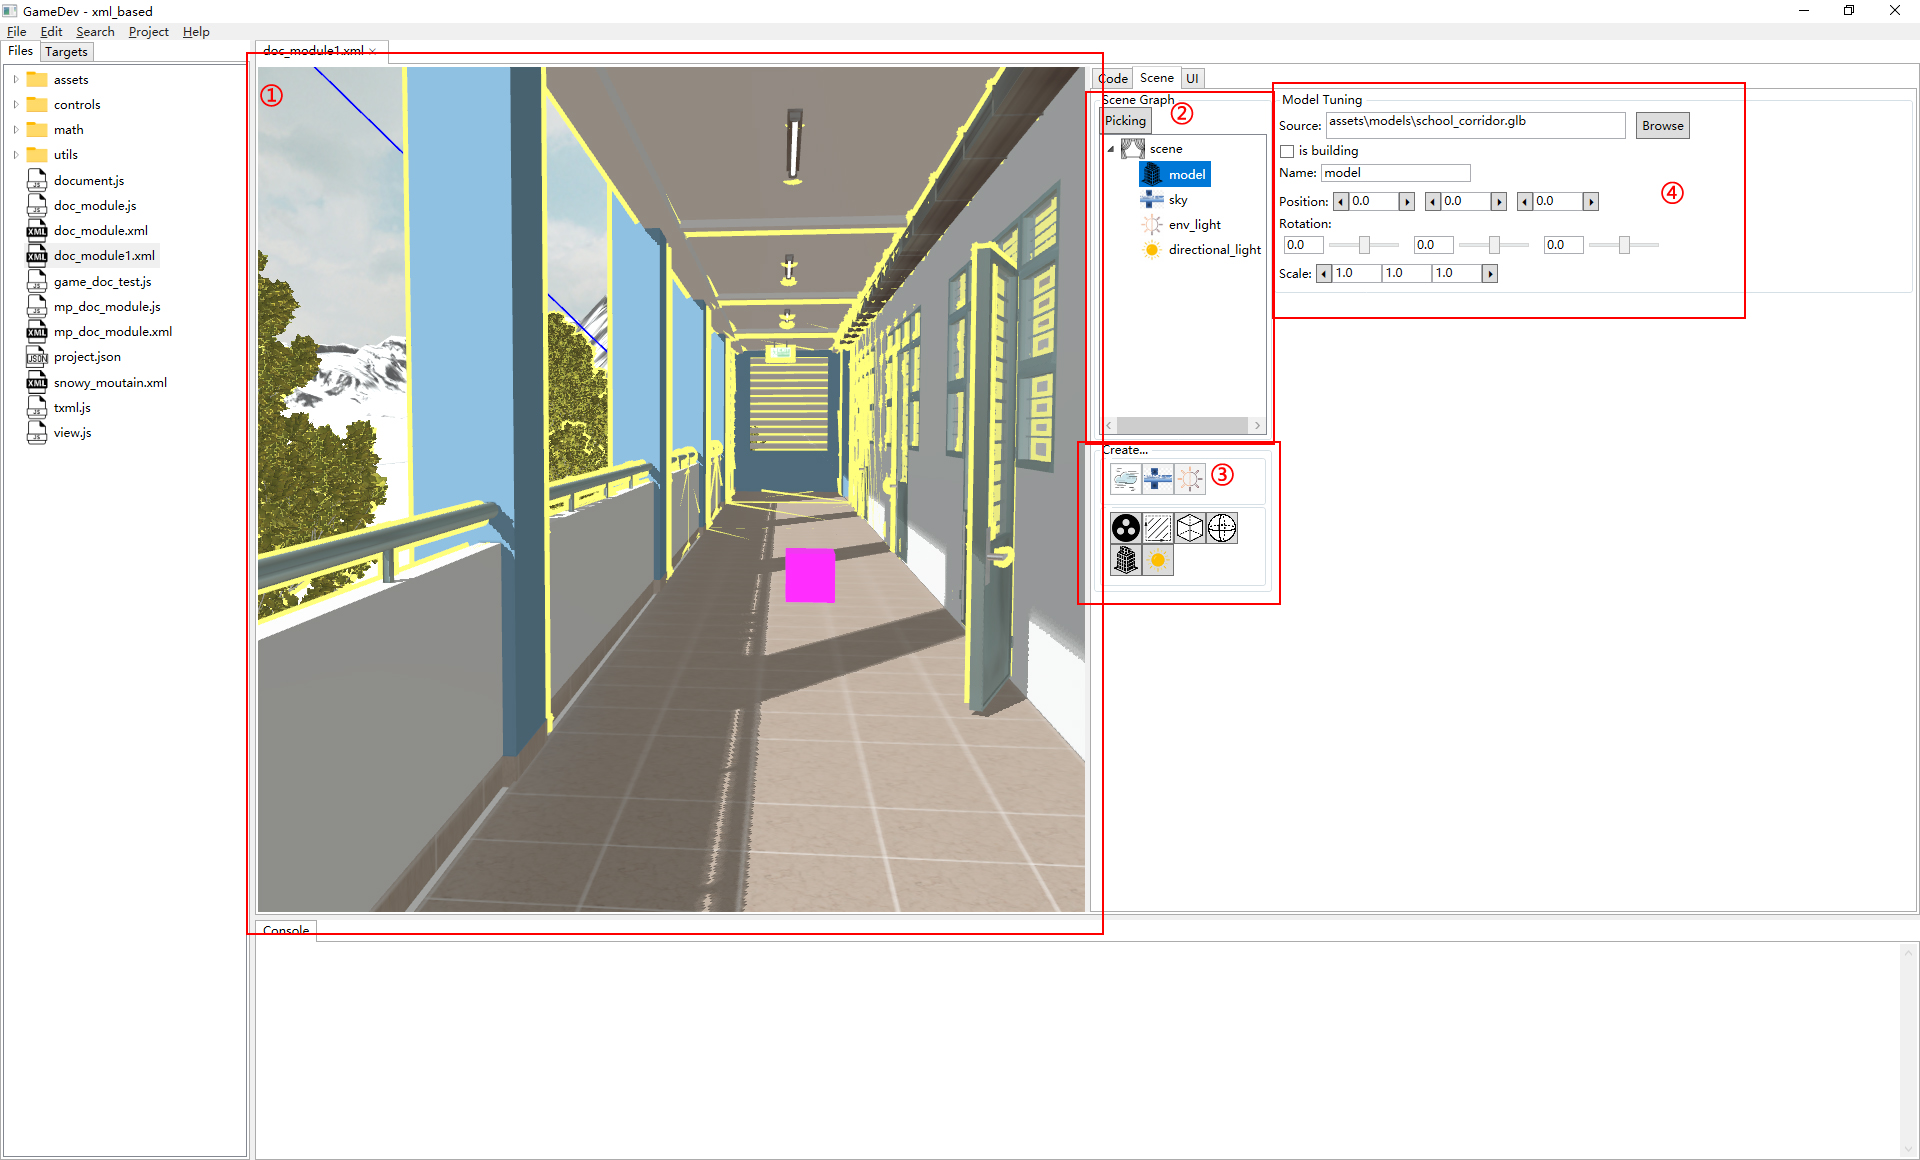 GameDev - xml_based
File Edit Search Project Help
Files Targets
assets
controls
math
utils
document.js
doc_module.js
doc_module.xml
doc_module1.xml
game_doc_test.js
mp_doc_module.js
mp_doc_module.xml
project.json
snowy_moutain.xml
txml.js
view.js
doc_module1.xml ×
①
Code Scene UI
Scene Graph
②
Picking
scene
model
sky
env_light
directional_light
Create...
③
Model Tuning
Source: assets\models\school_corridor.glb Browse
is building
Name: model
④
Position: 0.0 0.0 0.0
Rotation:
0.0 0.0 0.0
Scale: 1.0 1.0 1.0
Console